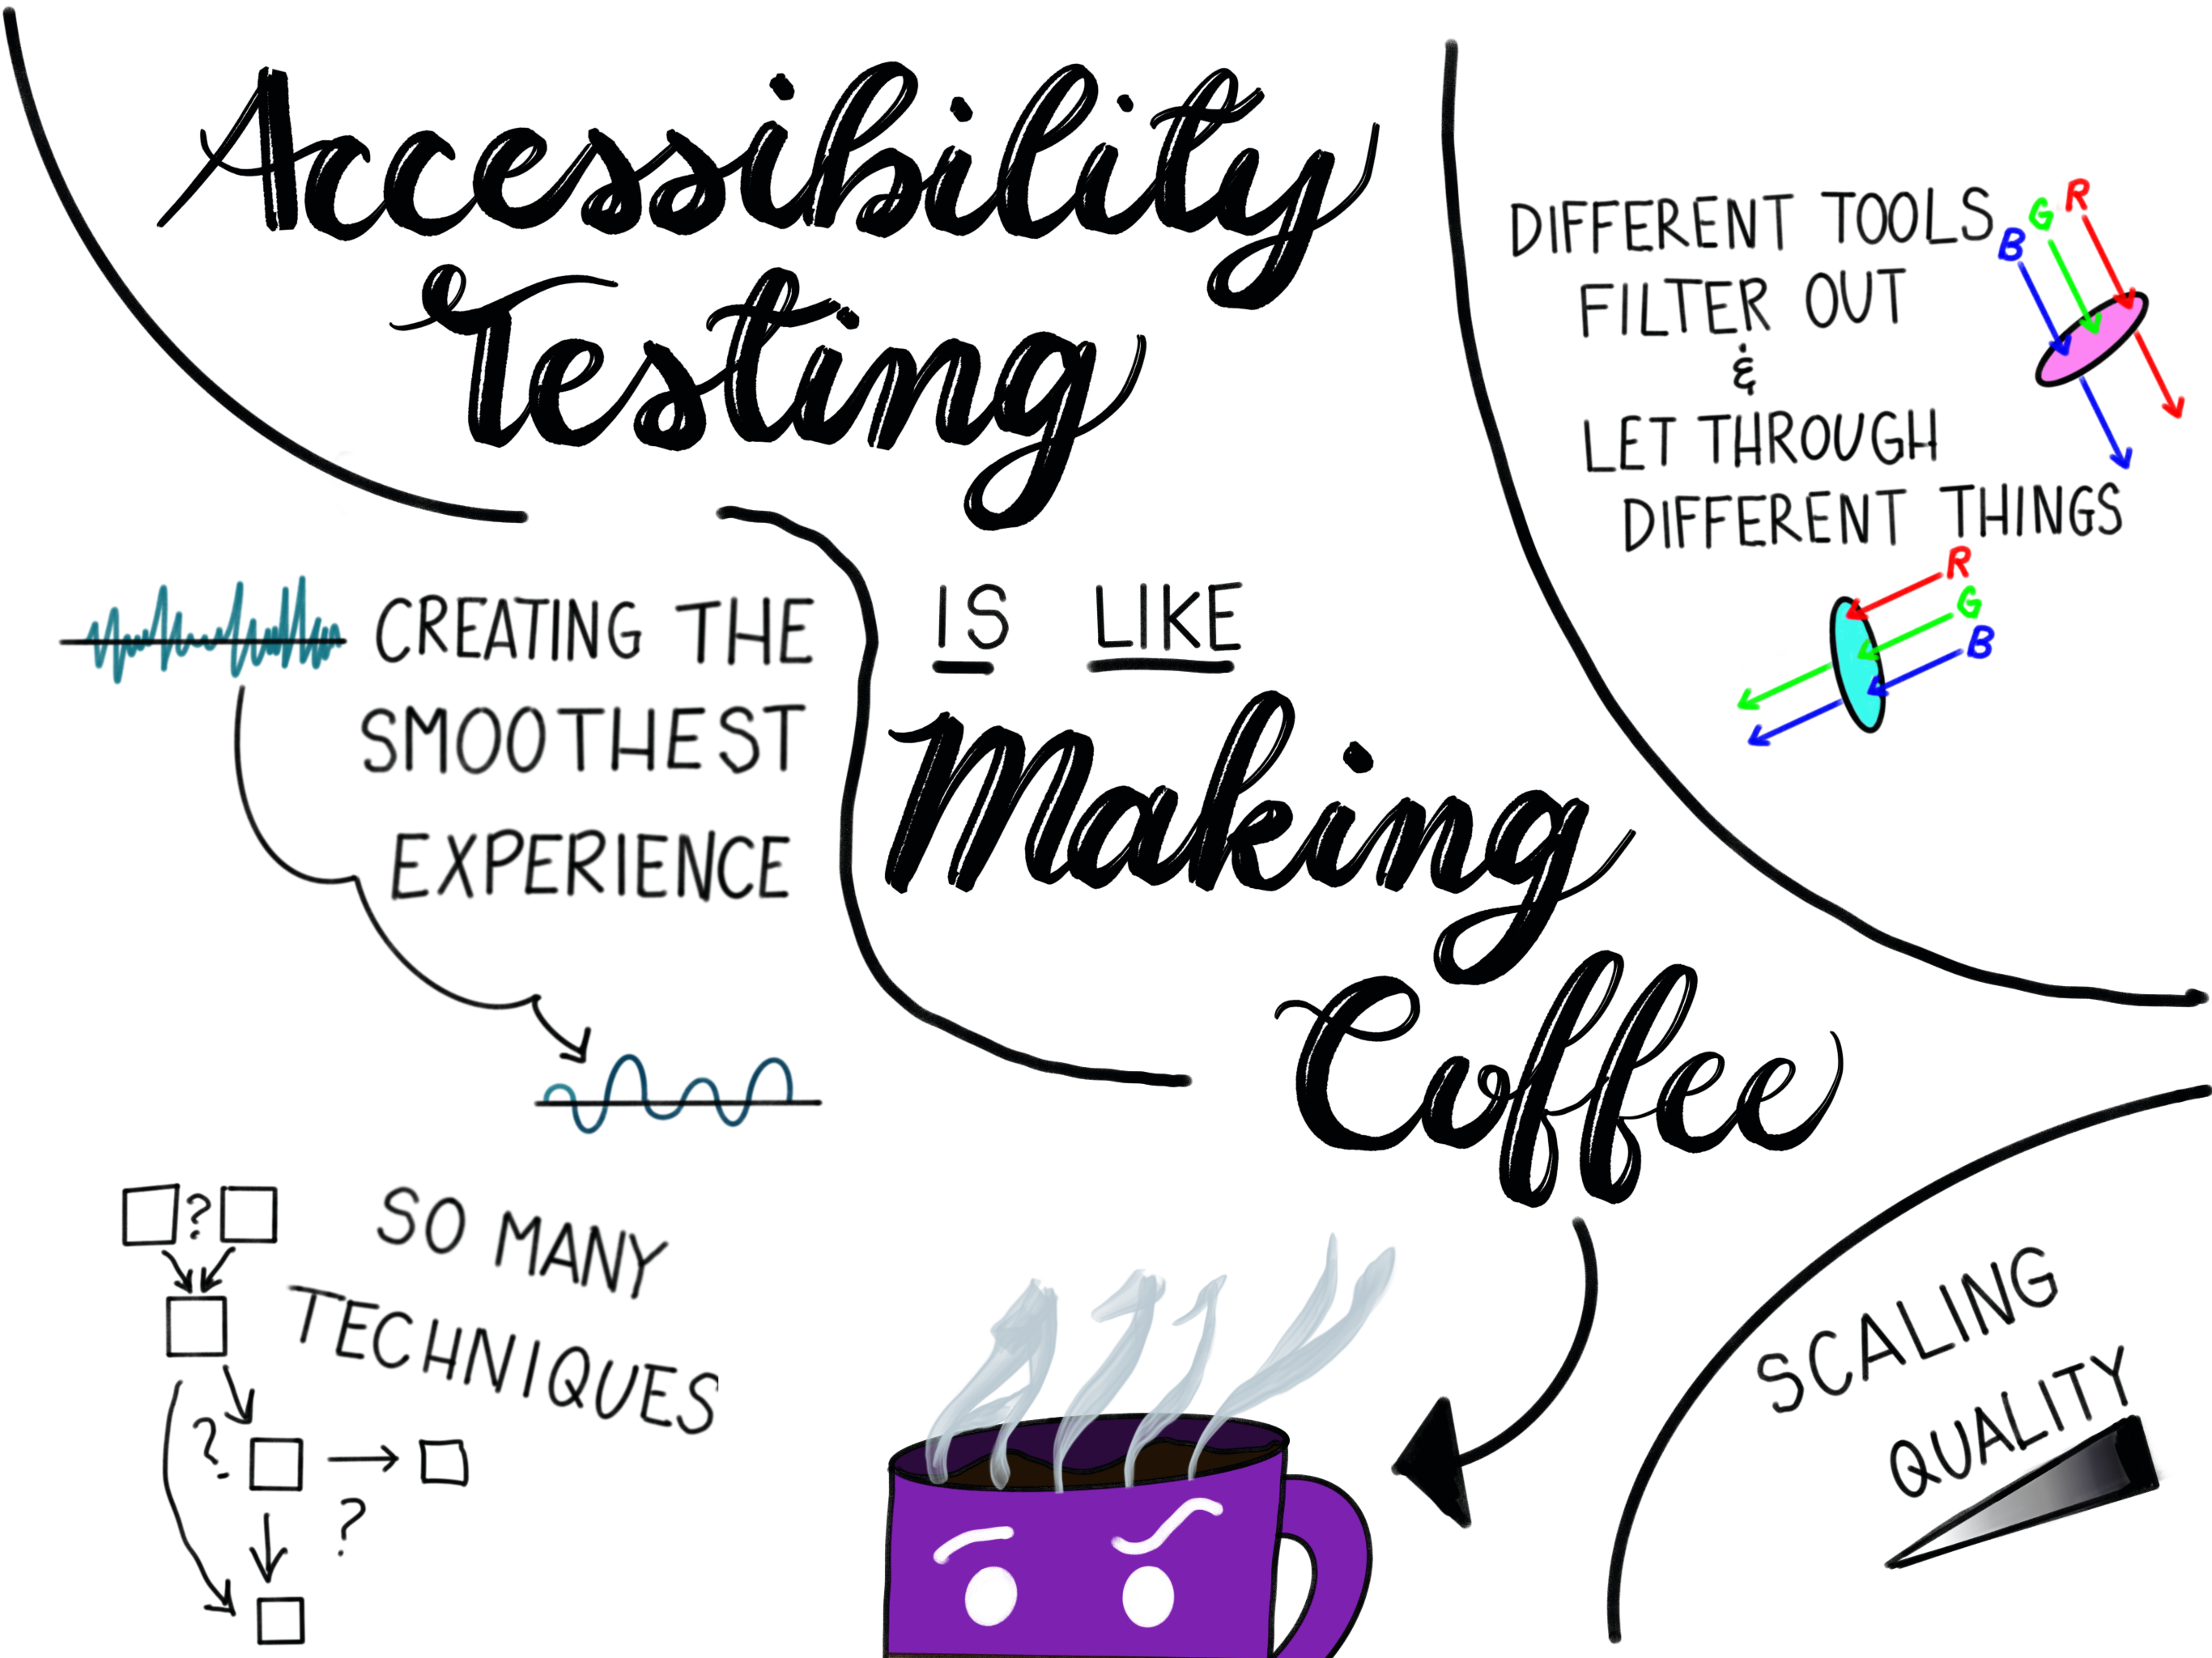 Accessibility
Testing
IS LIKE
Making
Coffee
DIFFERENT TOOLS
FILTER OUT
&
LET THROUGH
DIFFERENT THINGS
B G R
R
G
B
CREATING THE
SMOOTHEST
EXPERIENCE
SO MANY
TECHNIQUES
?
?
?
SCALING
QUALITY